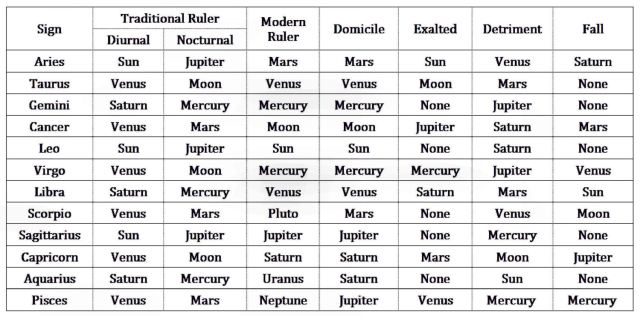 Sign Traditional Ruler Modern Ruler Domicile Exalted Detriment Fall
Diurnal Nocturnal
Aries Sun Jupiter Mars Mars Sun Venus Saturn
Taurus Venus Moon Venus Venus Moon Mars None
Gemini Saturn Mercury Mercury Mercury None Jupiter None
Cancer Venus Mars Moon Moon Jupiter Saturn Mars
Leo Sun Jupiter Sun Sun None Saturn None
Virgo Venus Moon Mercury Mercury Mercury Jupiter Venus
Libra Saturn Mercury Venus Venus Saturn Mars Sun
Scorpio Venus Mars Pluto Mars None Venus Moon
Sagittarius Sun Jupiter Jupiter Jupiter None Mercury None
Capricorn Venus Moon Saturn Saturn Mars Moon Jupiter
Aquarius Saturn Mercury Uranus Saturn None Sun None
Pisces Venus Mars Neptune Jupiter Venus Mercury Mercury